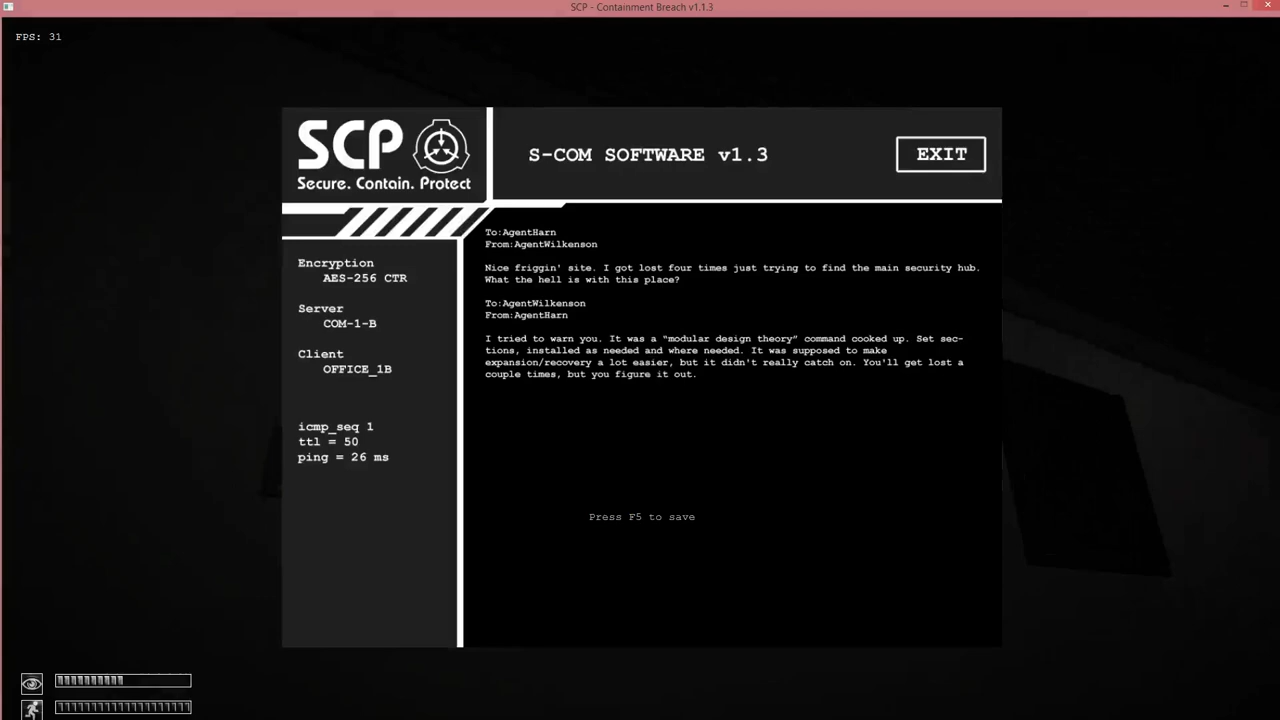 SCP - Containment Breach v1.1.3
FPS: 31
SCP
Secure. Contain. Protect
S-COM SOFTWARE v1.3
EXIT
Encryption
AES-256 CTR
Server
COM-1-B
Client
OFFICE_1B
icmp_seq 1
ttl = 50
ping = 26 ms
To:AgentHarn
From:AgentWilkenson
Nice friggin' site. I got lost four times just trying to find the main security hub.
What the hell is with this place?
To:AgentWilkenson
From:AgentHarn
I tried to warn you. It was a “modular design theory” command cooked up. Set sec-
tions, installed as needed and where needed. It was supposed to make
expansion/recovery a lot easier, but it didn't really catch on. You'll get lost a
couple times, but you figure it out.
Press F5 to save